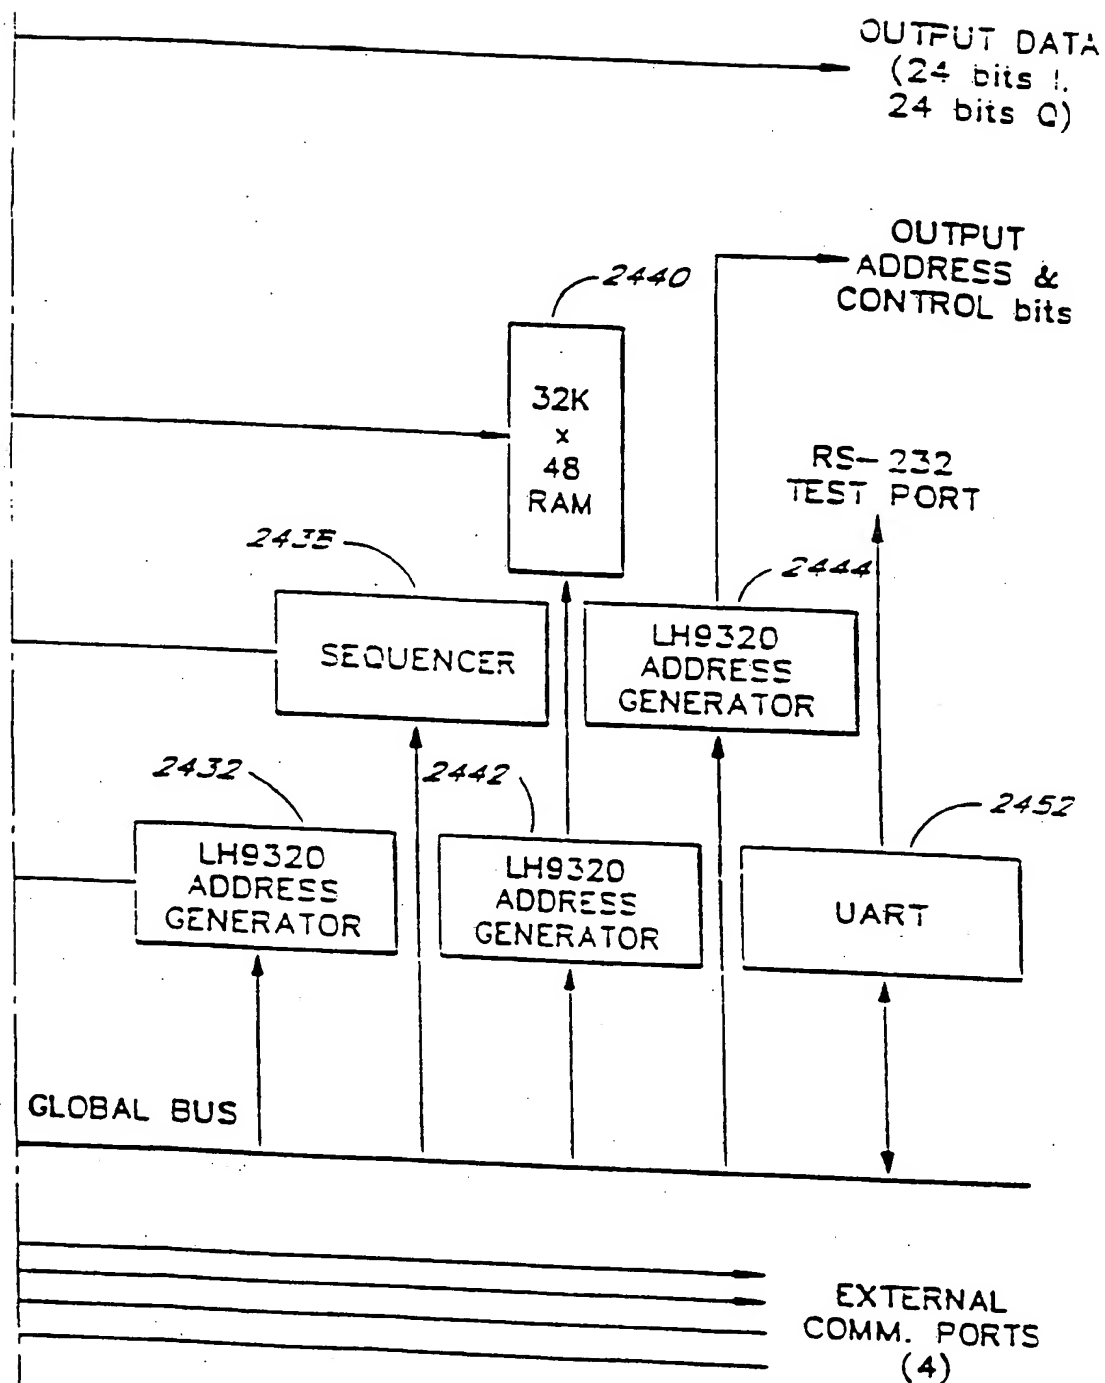 OUTPUT DATA
(24 bits I,
24 bits Q)
OUTPUT
ADDRESS &
CONTROL bits
2440
32K
x
48
RAM
RS-232
TEST PORT
2435
2444
SEQUENCER
LH9320
ADDRESS
GENERATOR
2432
2442
2452
LH9320
ADDRESS
GENERATOR
LH9320
ADDRESS
GENERATOR
UART
GLOBAL BUS
EXTERNAL
COMM. PORTS
(4)